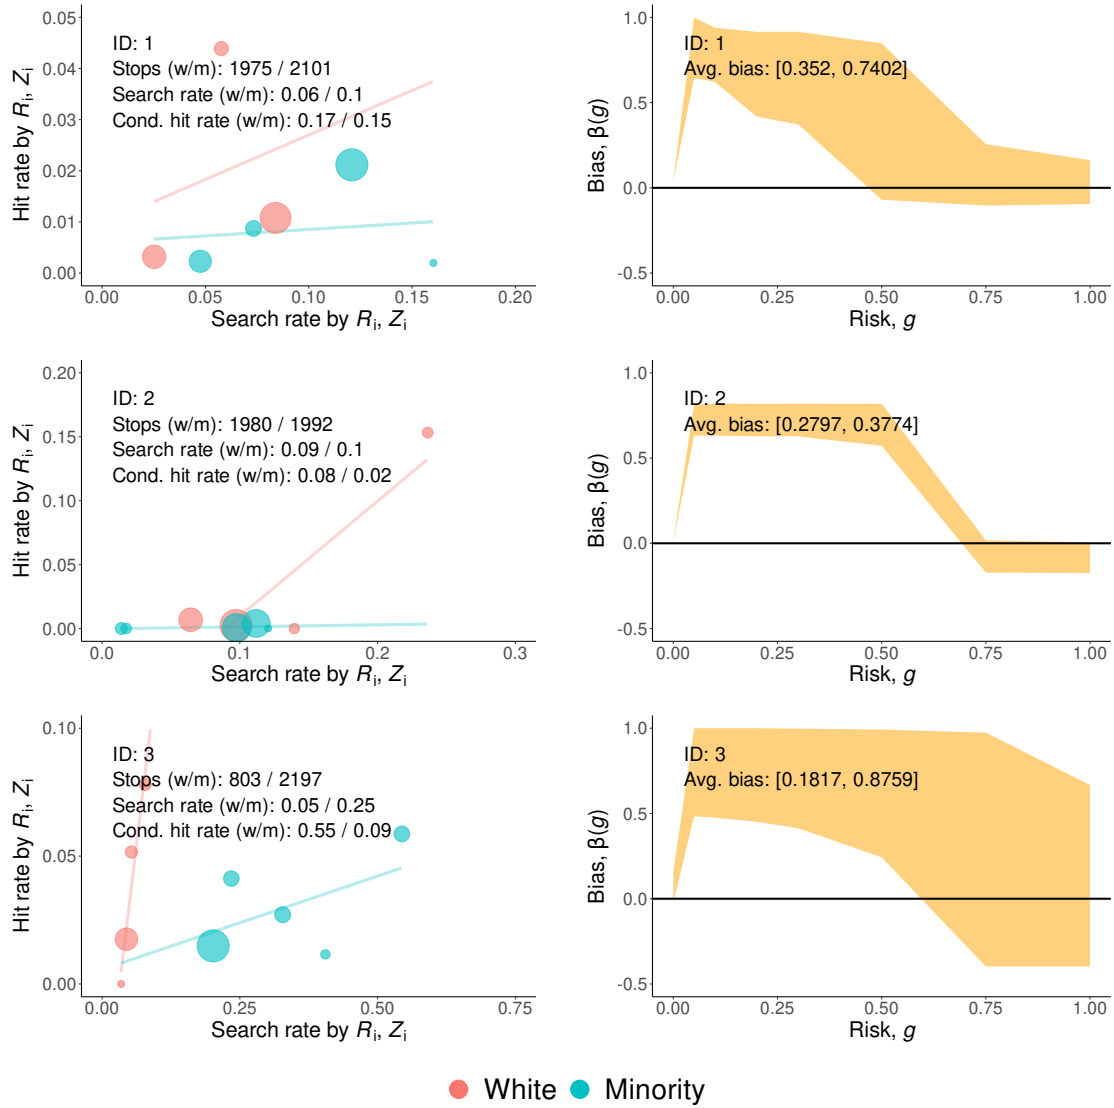 0.05
0.04
0.03
0.02
0.01
0.00
Hit rate by Ri, Zi
ID: 1
Stops (w/m): 1975 / 2101
Search rate (w/m): 0.06 / 0.1
Cond. hit rate (w/m): 0.17 / 0.15
0.00 0.05 0.10 0.15 0.20
Search rate by Ri, Zi
1.0
0.5
0.0
-0.5
Bias, β(g)
ID: 1
Avg. bias: [0.352, 0.7402]
0.00 0.25 0.50 0.75 1.00
Risk, g
0.20
0.15
0.10
0.05
0.00
Hit rate by Ri, Zi
ID: 2
Stops (w/m): 1980 / 1992
Search rate (w/m): 0.09 / 0.1
Cond. hit rate (w/m): 0.08 / 0.02
0.0 0.1 0.2 0.3
Search rate by Ri, Zi
1.0
0.5
0.0
-0.5
Bias, β(g)
ID: 2
Avg. bias: [0.2797, 0.3774]
0.00 0.25 0.50 0.75 1.00
Risk, g
0.10
0.05
0.00
Hit rate by Ri, Zi
ID: 3
Stops (w/m): 803 / 2197
Search rate (w/m): 0.05 / 0.25
Cond. hit rate (w/m): 0.55 / 0.09
0.00 0.25 0.50 0.75
Search rate by Ri, Zi
1.0
0.5
0.0
-0.5
Bias, β(g)
ID: 3
Avg. bias: [0.1817, 0.8759]
0.00 0.25 0.50 0.75 1.00
Risk, g
White Minority